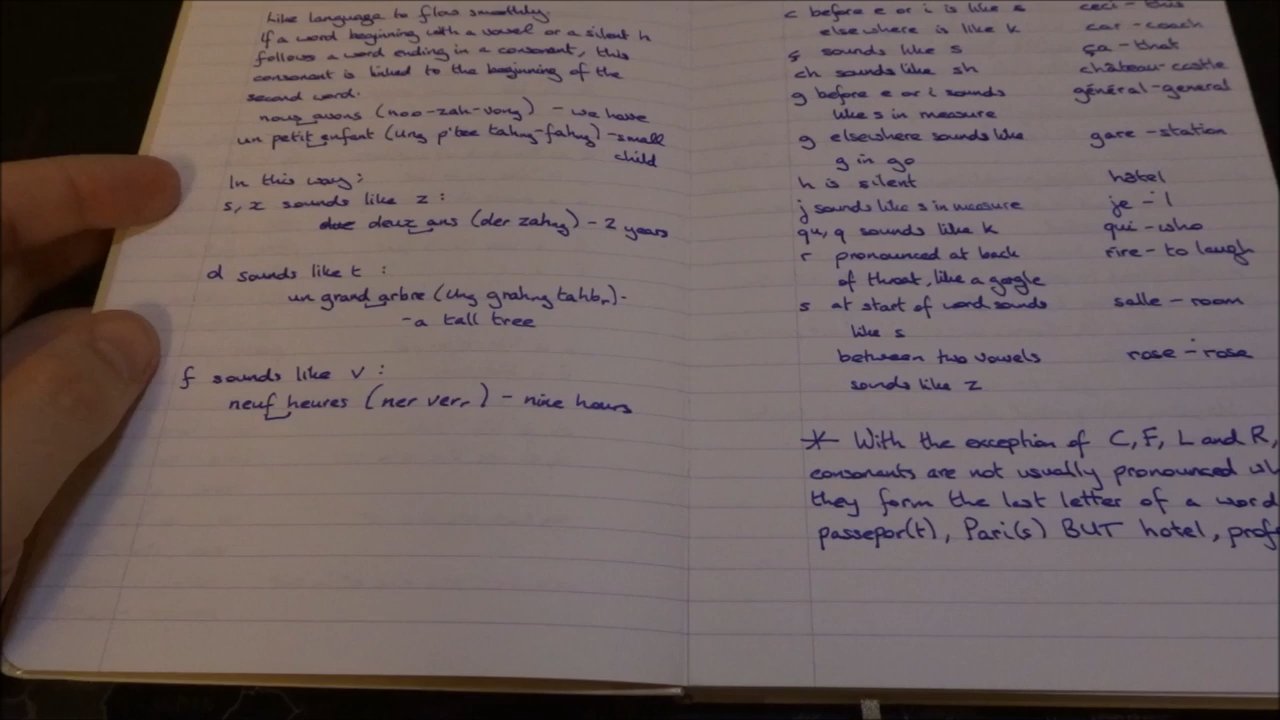 like language to flow smoothly.
If a word beginning with a vowel or a silent h
follows a word ending in a consonant, this
consonant is linked to the beginning of the
second word.
nous avons (noo-zah-vong) - we have
un petit enfant (ung p'tee tahng-fahng) -small
child
In this way:
s, x sounds like z :
deux ans (der zahng) - 2 years
d sounds like t :
un grand arbre (ung grahng tahbr).
-a tall tree
f sounds like v :
neuf heures (ner verr) - nine hours
c before e or i is like s ceci - this
elsewhere is like k car - coach
ç sounds like s ça - that
ch sounds like sh château-castle
g before e or i sounds général -general
like s in measure
g elsewhere sounds like gare -station
g in go
h is silent hotel
j sounds like s in measure je - I
qu, q sounds like k qui - who
r pronounced at back rire - to laugh
of throat, like a gogle
s at start of word sounds salle - room
like s
between two vowels rose - rose
sounds like z
* With the exception of C, F, L and R,
consonants are not usually pronounced
they form the last letter of a word
passepor(t), Pari(s) BUT hotel, prof